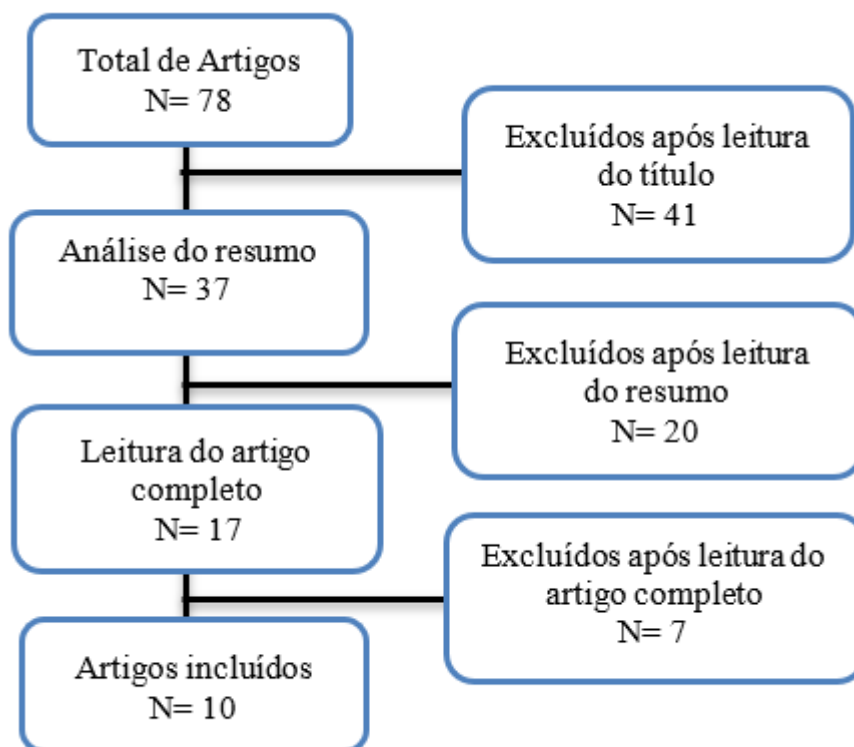 Total de Artigos
N= 78
Excluídos após leitura
do título
N= 41
Análise do resumo
N= 37
Excluídos após leitura
do resumo
N= 20
Leitura do artigo
completo
N= 17
Excluídos após leitura do
artigo completo
N= 7
Artigos incluídos
N= 10